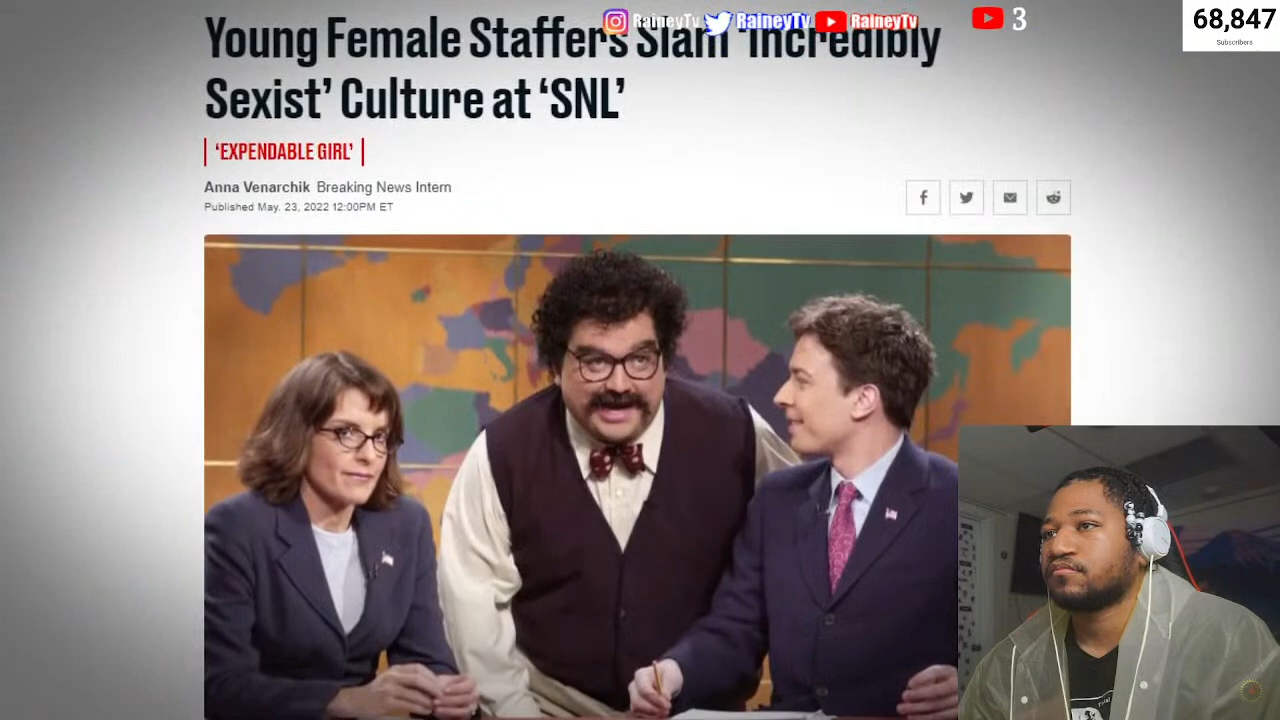 RaineyTv RaineyTv RaineyTv 3
68,847
Subscribers
Young Female Staffers Slam 'Incredibly
Sexist' Culture at 'SNL'
'EXPENDABLE GIRL'
Anna Venarchik Breaking News Intern
Published May. 23, 2022 12:00PM ET